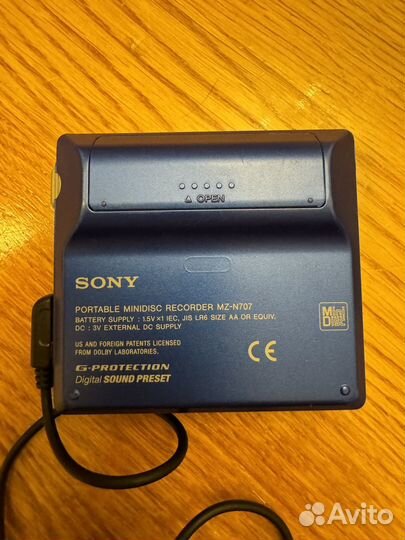 △ OPEN
SONY
PORTABLE MINIDISC RECORDER MZ-N707
BATTERY SUPPLY : 1.5V×1 IEC, JIS LR6 SIZE AA OR EQUIV.
DC : 3V EXTERNAL DC SUPPLY
US AND FOREIGN PATENTS LICENSED
FROM DOLBY LABORATORIES.
CE
G-PROTECTION
Digital SOUND PRESET
Avito